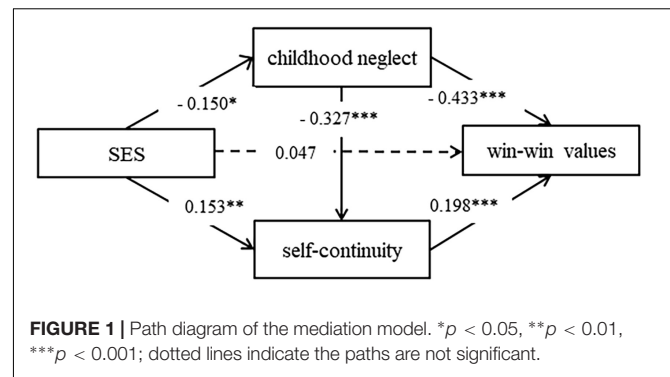 childhood neglect
- 0.150*
- 0.433***
- 0.327***
SES
0.047
win-win values
0.153**
0.198***
self-continuity
FIGURE 1 | Path diagram of the mediation model. *p < 0.05, **p < 0.01,
***p < 0.001; dotted lines indicate the paths are not significant.